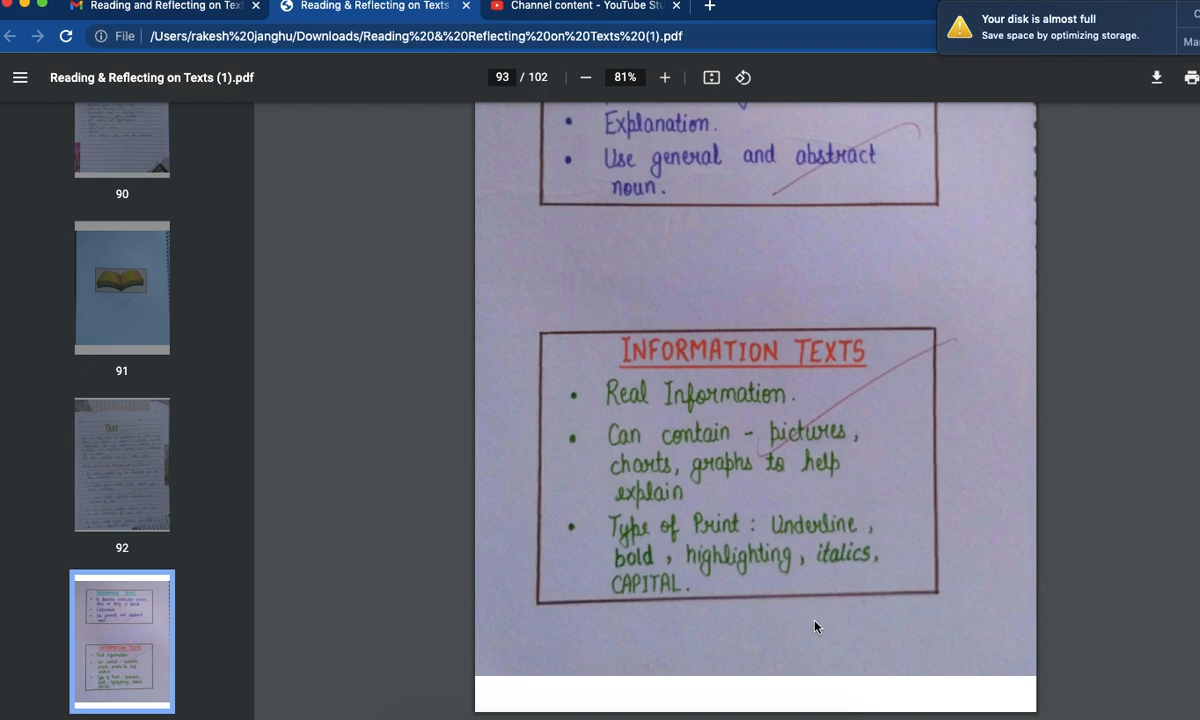 Reading and Reflecting on Tex
Reading & Reflecting on Texts
Channel content - YouTube Stu
File
/Users/rakesh%20janghu/Downloads/Reading%20&%20Reflecting%20on%20Texts%20(1).pdf
Your disk is almost full
Save space by optimizing storage.
Reading & Reflecting on Texts (1).pdf
93 / 102
81%
90
91
92
• Explanation.
• Use general and abstract
noun.
INFORMATION TEXTS
• Real Information.
• Can contain - pictures,
charts, graphs to help
explain
• Type of Print : Underline,
bold, highlighting, italics,
CAPITAL.